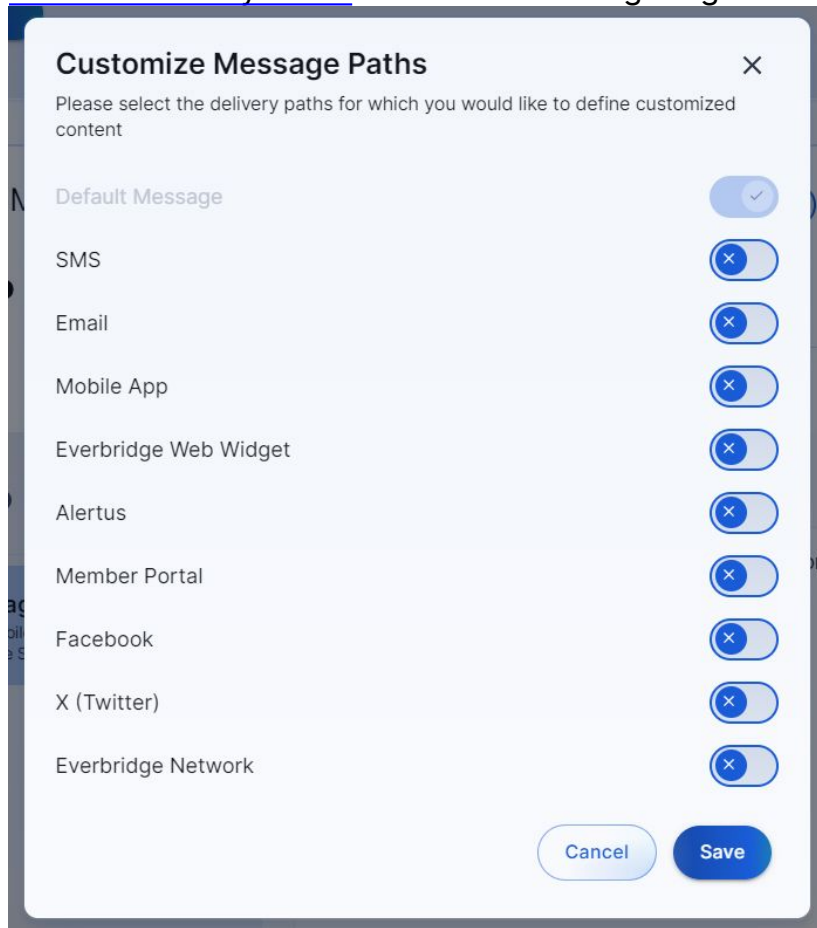 Customize Message Paths
Please select the delivery paths for which you would like to define customized
content
Default Message
SMS
Email
Mobile App
Everbridge Web Widget
Alertus
Member Portal
Facebook
X (Twitter)
Everbridge Network
Cancel Save